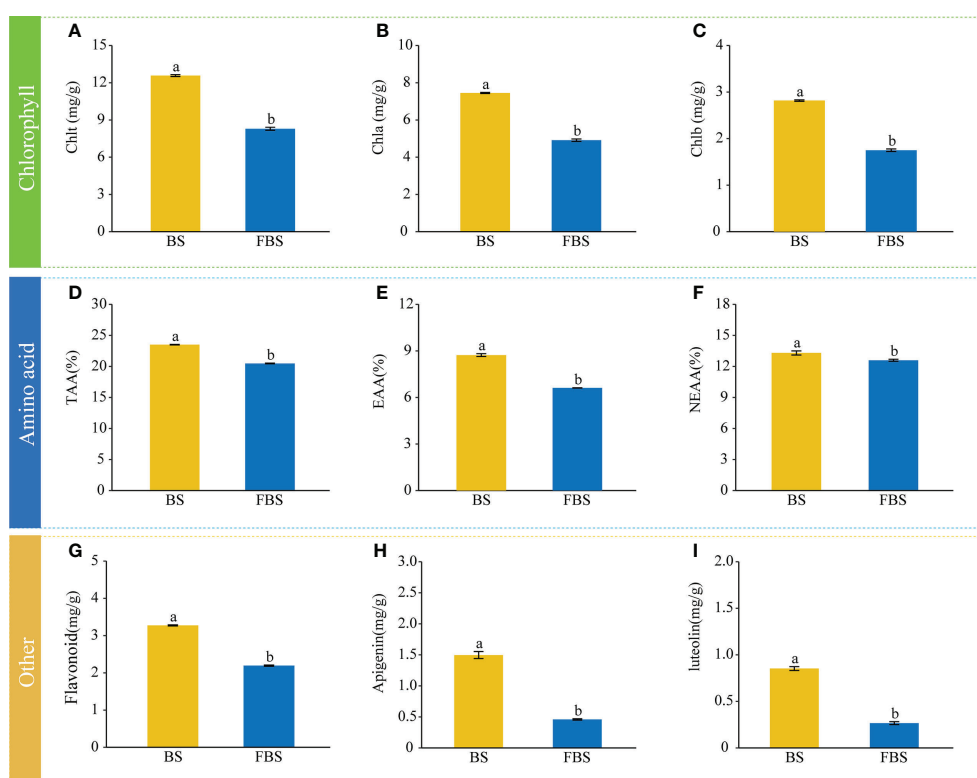 Chlorophyll
A
Chlt (mg/g)
15
12
9
6
3
0
a
b
BS
FBS
B
Chla (mg/g)
10
8
6
4
2
0
a
b
BS
FBS
C
Chlb (mg/g)
4
3
2
1
0
a
b
BS
FBS
Amino acid
D
TAA(%)
30
25
20
15
10
5
0
a
b
BS
FBS
E
EAA(%)
12
9
6
3
0
a
b
BS
FBS
F
NEAA(%)
18
15
12
9
6
3
0
a
b
BS
FBS
Other
G
Flavonoid(mg/g)
5
4
3
2
1
0
a
b
BS
FBS
H
Apigenin(mg/g)
3.0
2.5
2.0
1.5
1.0
0.5
0.0
a
b
BS
FBS
I
luteolin(mg/g)
2.0
1.5
1.0
0.5
0.0
a
b
BS
FBS